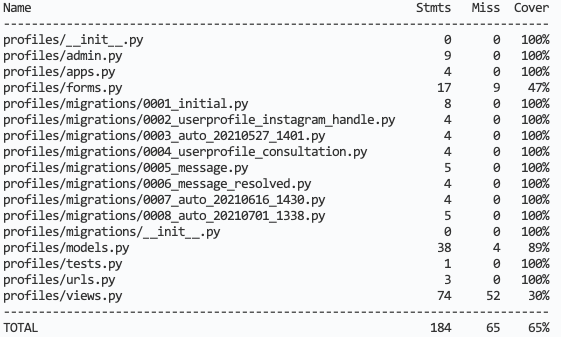 Name Stmts Miss Cover
--------------------------------------------------------------------
profiles/__init__.py 0 0 100%
profiles/admin.py 9 0 100%
profiles/apps.py 4 0 100%
profiles/forms.py 17 9 47%
profiles/migrations/0001_initial.py 8 0 100%
profiles/migrations/0002_userprofile_instagram_handle.py 4 0 100%
profiles/migrations/0003_auto_20210527_1401.py 4 0 100%
profiles/migrations/0004_userprofile_consultation.py 4 0 100%
profiles/migrations/0005_message.py 5 0 100%
profiles/migrations/0006_message_resolved.py 4 0 100%
profiles/migrations/0007_auto_20210616_1430.py 4 0 100%
profiles/migrations/0008_auto_20210701_1338.py 5 0 100%
profiles/migrations/__init__.py 0 0 100%
profiles/models.py 38 4 89%
profiles/tests.py 1 0 100%
profiles/urls.py 3 0 100%
profiles/views.py 74 52 30%
--------------------------------------------------------------------
TOTAL 184 65 65%